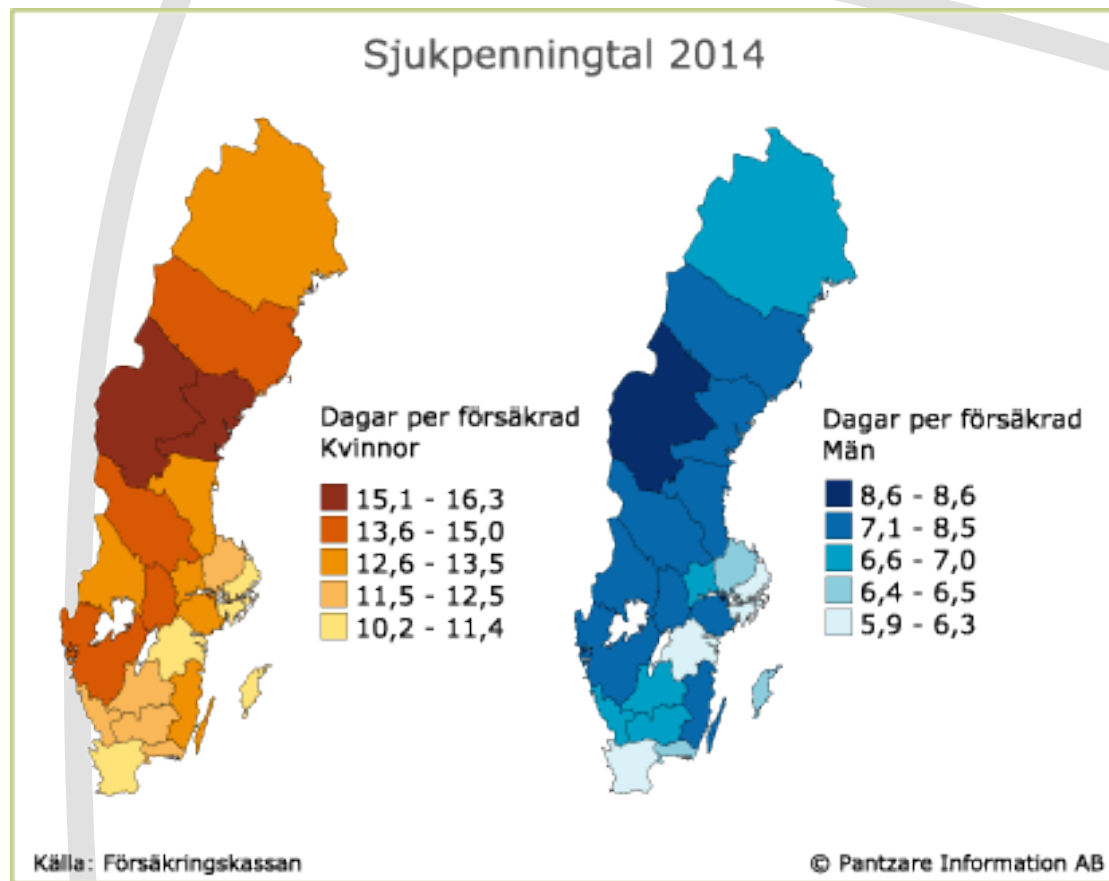 Sjukpenningtal 2014
Dagar per försäkrad
Kvinnor
15,1 - 16,3
13,6 - 15,0
12,6 - 13,5
11,5 - 12,5
10,2 - 11,4
Dagar per försäkrad
Män
8,6 - 8,6
7,1 - 8,5
6,6 - 7,0
6,4 - 6,5
5,9 - 6,3
Källa: Försäkringskassan
© Pantzare Information AB